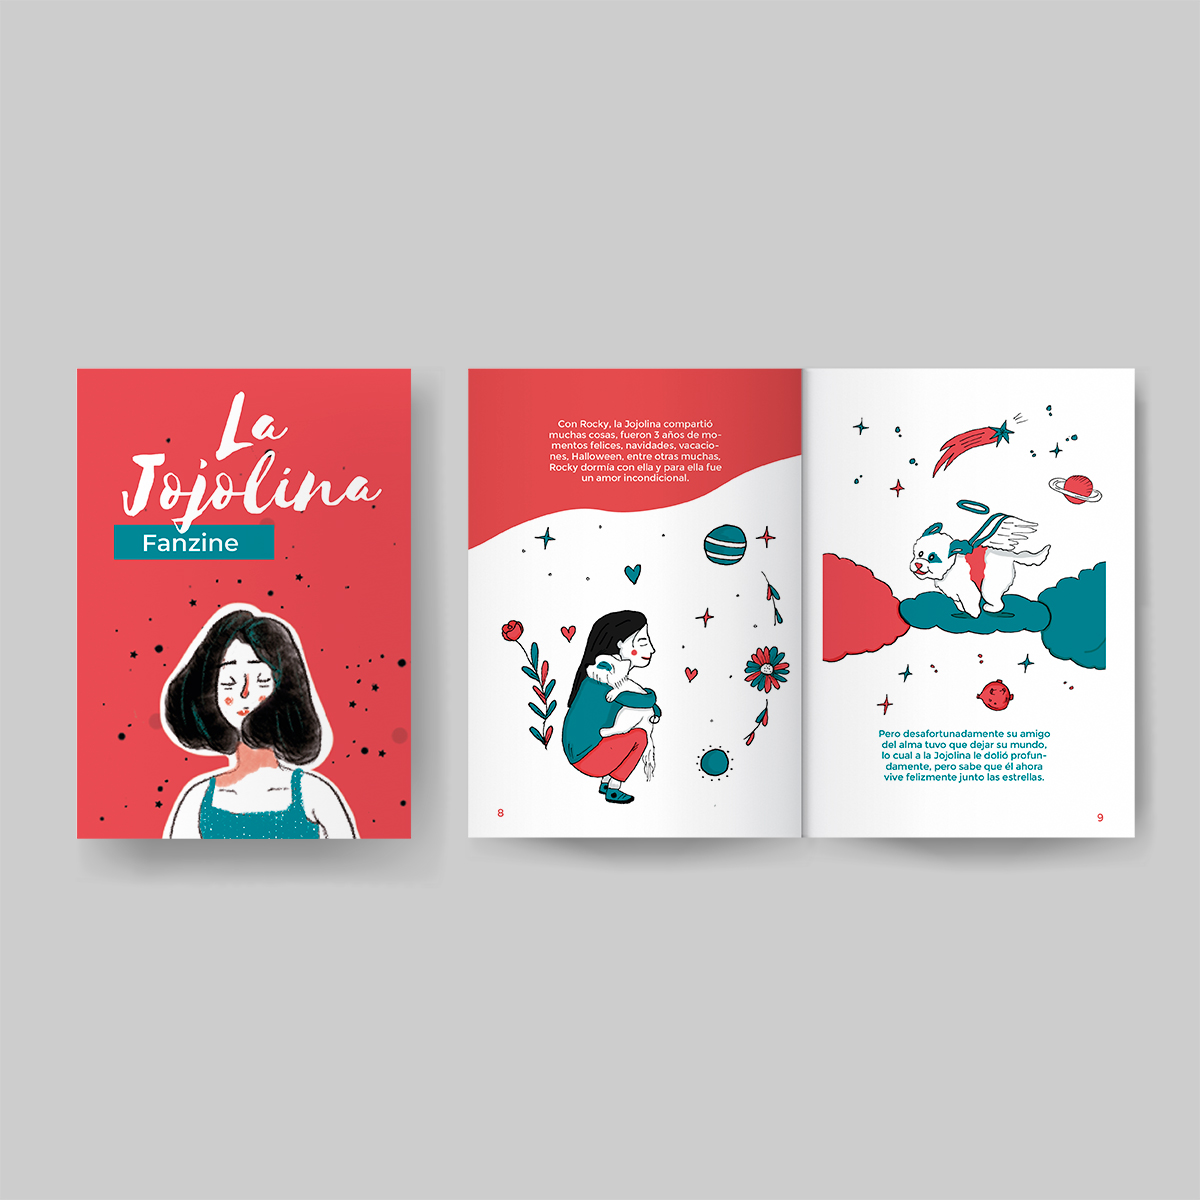 La
Jojolina
Fanzine
Con Rocky, la Jojolina compartió
muchas cosas, fueron 3 años de mo-
mentos felices, navidades, vacacio-
nes, Halloween, entre otras muchas,
Rocky dormía con ella y para ella fue
un amor incondicional.
8
Pero desafortunadamente su amigo
del alma tuvo que dejar su mundo,
lo cual a la Jojolina le dolió profun-
damente, pero sabe que él ahora
vive felizmente junto las estrellas.
9